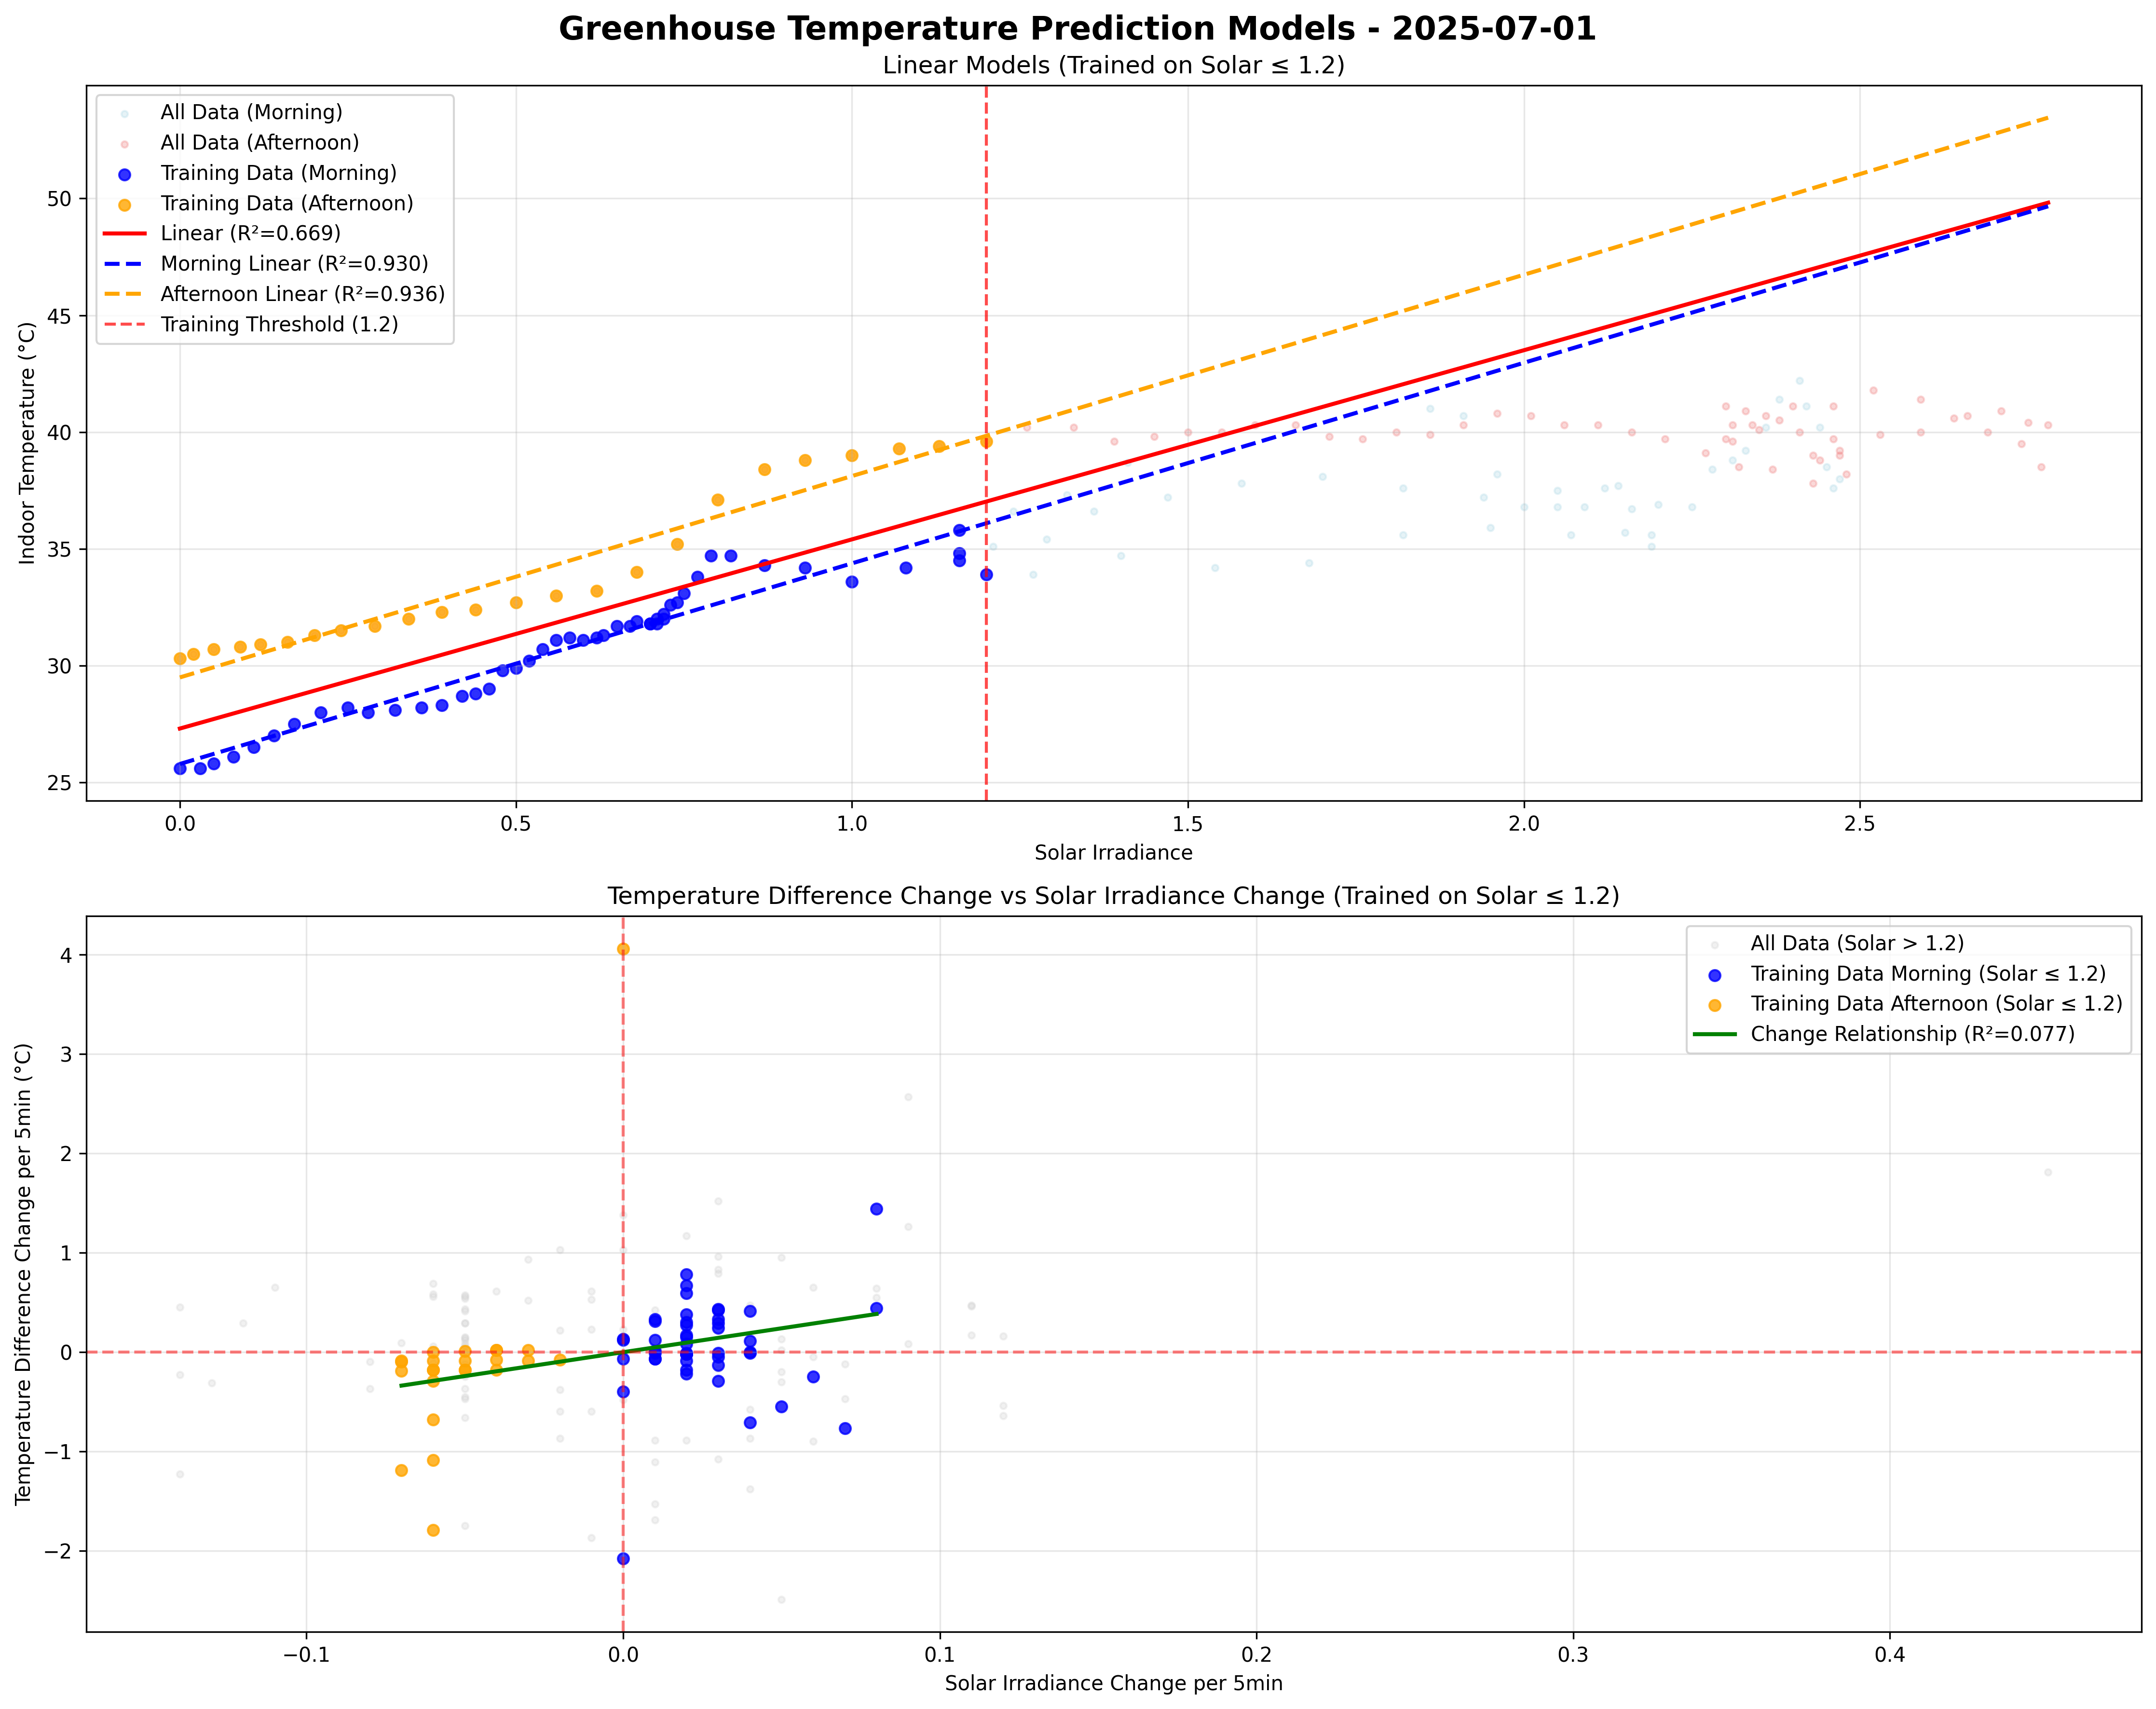 Greenhouse Temperature Prediction Models - 2025-07-01
Linear Models (Trained on Solar ≤ 1.2)
All Data (Morning)
All Data (Afternoon)
Training Data (Morning)
Training Data (Afternoon)
Linear (R²=0.669)
Morning Linear (R²=0.930)
Afternoon Linear (R²=0.936)
Training Threshold (1.2)
50
45
40
35
30
25
Indoor Temperature (°C)
0.0 0.5 1.0 1.5 2.0 2.5
Solar Irradiance
Temperature Difference Change vs Solar Irradiance Change (Trained on Solar ≤ 1.2)
All Data (Solar > 1.2)
Training Data Morning (Solar ≤ 1.2)
Training Data Afternoon (Solar ≤ 1.2)
Change Relationship (R²=0.077)
4
3
2
1
0
−1
−2
Temperature Difference Change per 5min (°C)
−0.1 0.0 0.1 0.2 0.3 0.4
Solar Irradiance Change per 5min